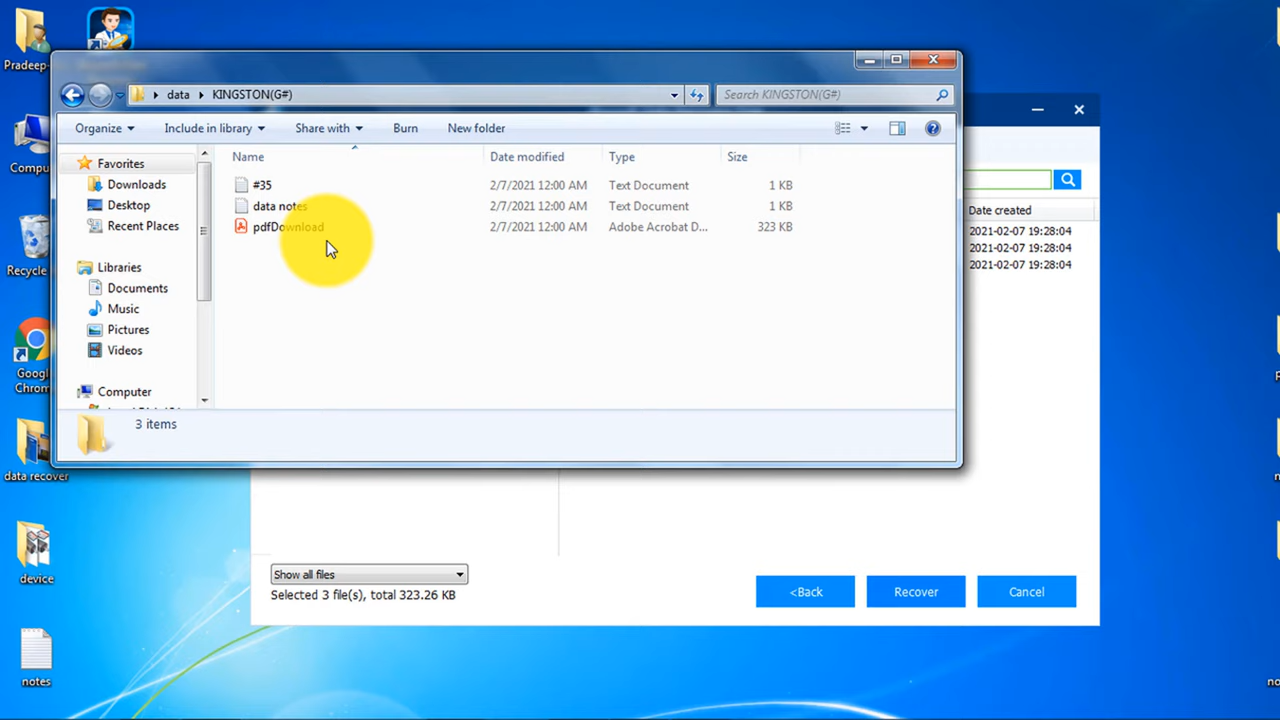 Pradeep-
Compu
Recycle
Googl
Chrom
data recover
device
notes
data
KINGSTON(G#)
Search KINGSTON(G#)
Organize
Include in library
Share with
Burn
New folder
Favorites
Downloads
Desktop
Recent Places
Libraries
Documents
Music
Pictures
Videos
Computer
Name
Date modified
Type
Size
#35
2/7/2021 12:00 AM
Text Document
1 KB
data notes
2/7/2021 12:00 AM
Text Document
1 KB
pdfDownload
2/7/2021 12:00 AM
Adobe Acrobat D...
323 KB
3 items
Date created
2021-02-07 19:28:04
2021-02-07 19:28:04
2021-02-07 19:28:04
Show all files
Selected 3 file(s), total 323.26 KB
<Back
Recover
Cancel